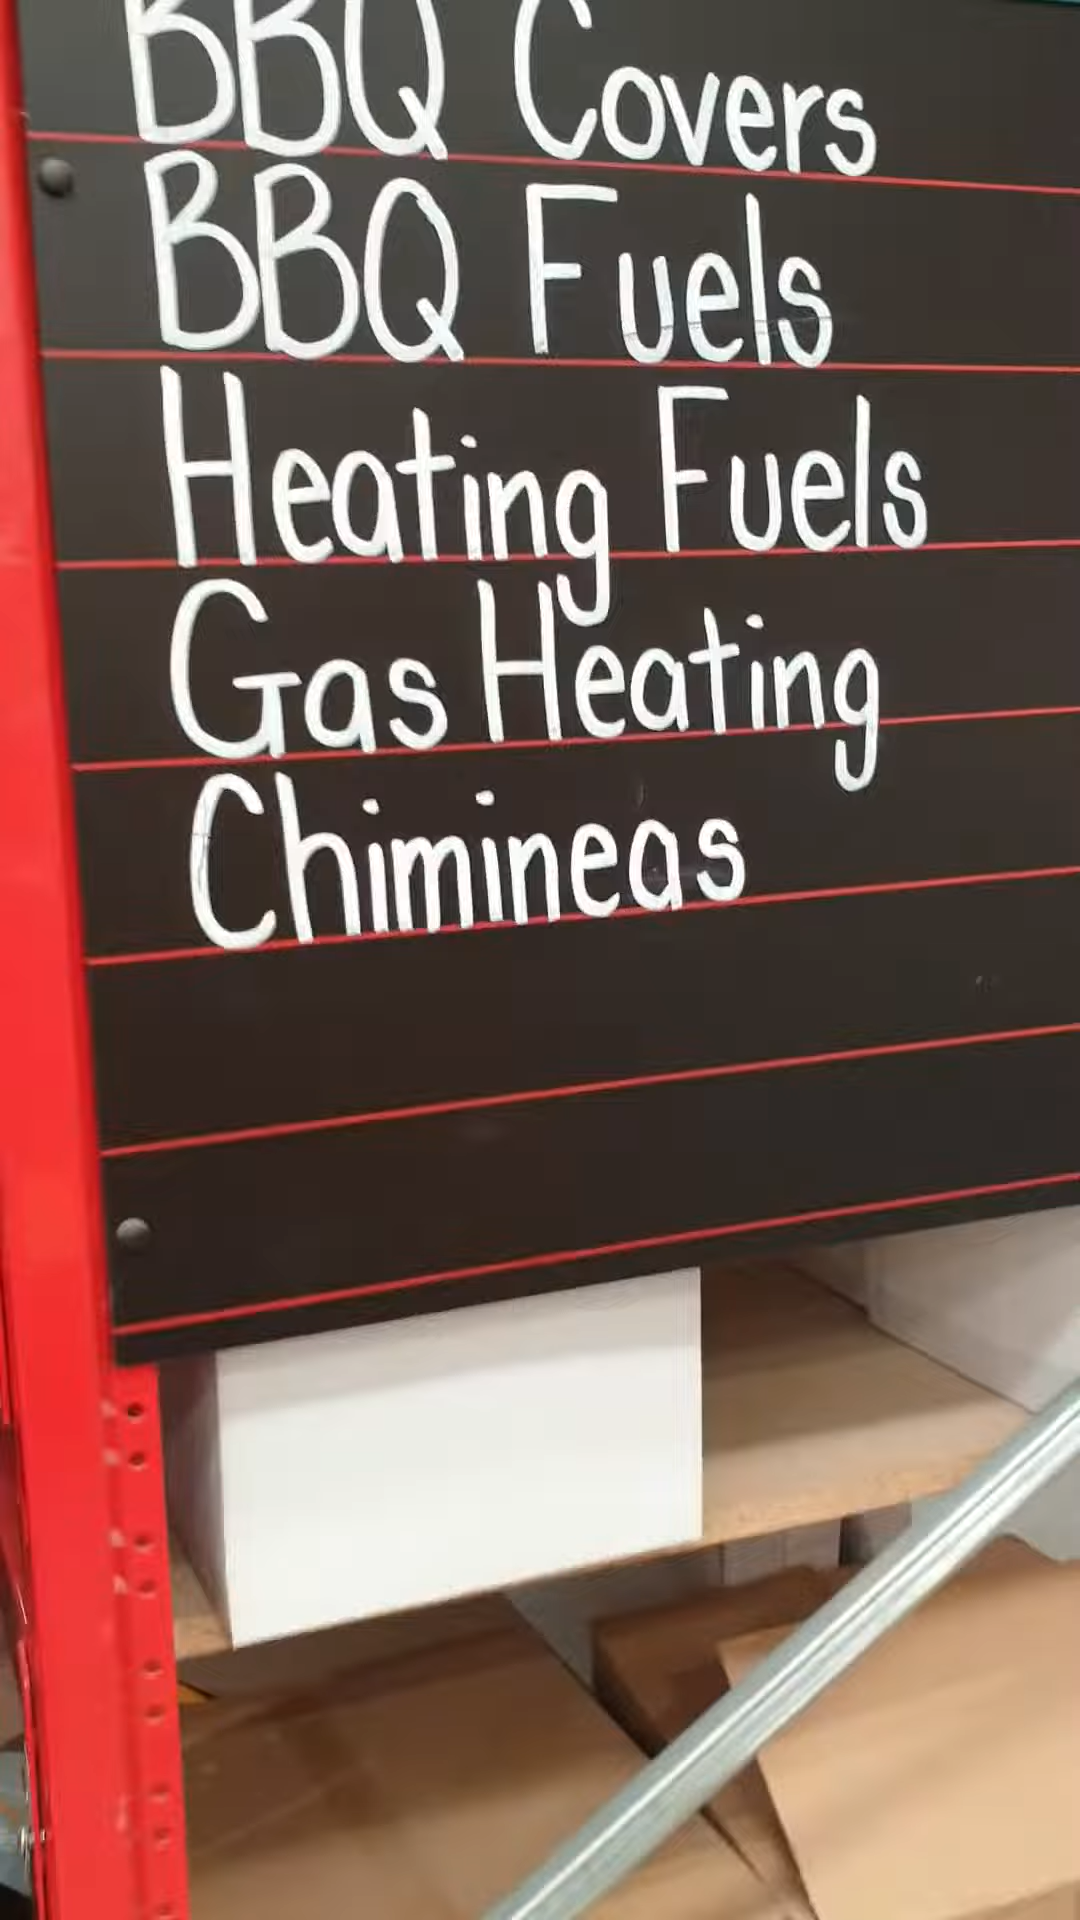 BBQ Covers
BBQ Fuels
Heating Fuels
Gas Heating
Chimineas